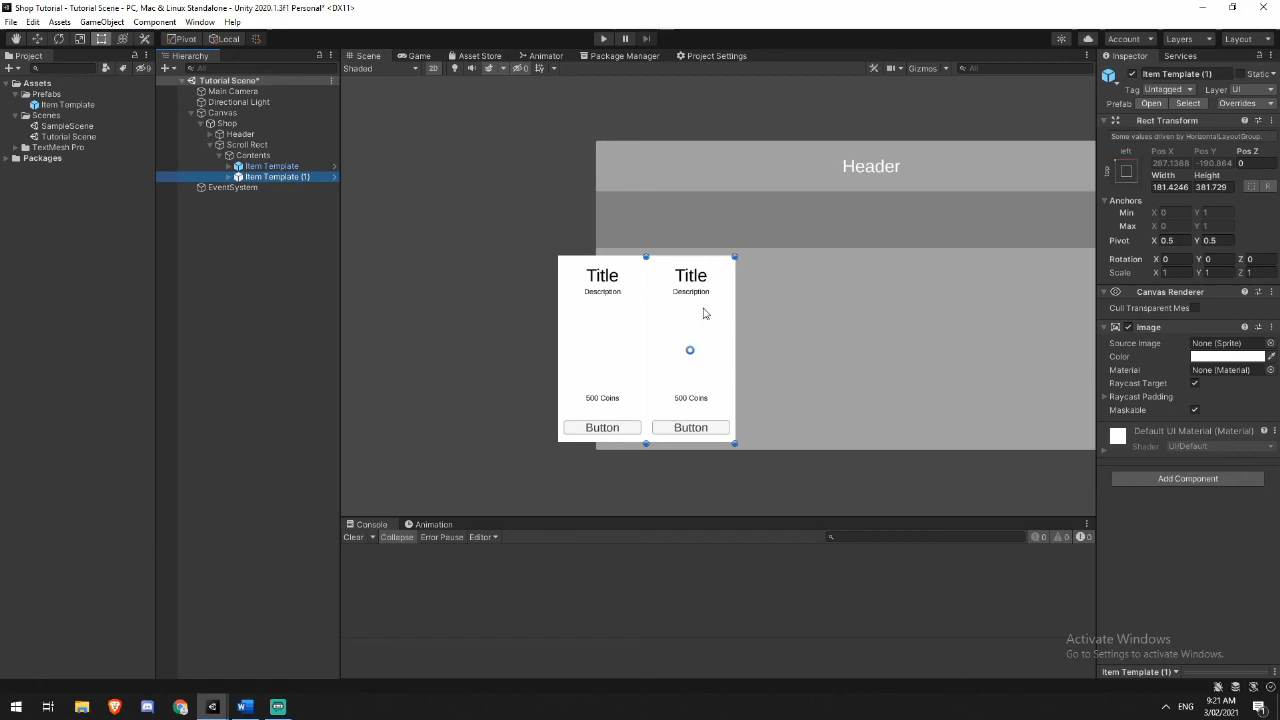 Shop Tutorial - Tutorial Scene - PC, Mac & Linux Standalone - Unity 2020.1.3f1 Personal* <DX11>
File Edit Assets GameObject Component Window Help
Pivot Local Account Layers Layout
Project Hierarchy Scene Game Asset Store Animator Package Manager Project Settings Inspector Services
All Shaded 2D Gizmos All
9 0
Assets
Prefabs
Item Template
Scenes
SampleScene
Tutorial Scene
TextMesh Pro
Packages
Tutorial Scene*
Main Camera
Directional Light
Canvas
Shop
Header
Scroll Rect
Contents
Item Template
Item Template (1)
EventSystem
Header
Title Title
Description Description
500 Coins 500 Coins
Button Button
Item Template (1) Static
Tag Untagged Layer UI
Prefab Open Select Overrides
Rect Transform
Some values driven by HorizontalLayoutGroup.
left Pos X Pos Y Pos Z
top 287.1368 -190.864 0
Width Height
181.4246 381.729 R
Anchors
Min X 0 Y 1
Max X 0 Y 1
Pivot X 0.5 Y 0.5
Rotation X 0 Y 0 Z 0
Scale X 1 Y 1 Z 1
Canvas Renderer
Cull Transparent Mes
Image
Source Image None (Sprite)
Color
Material None (Material)
Raycast Target
Raycast Padding
Maskable
Default UI Material (Material)
Shader UI/Default
Add Component
Console Animation
Clear Collapse Error Pause Editor 0 0 0
Activate Windows
Go to Settings to activate Windows.
Item Template (1)
ENG 9:21 AM
3/02/2021